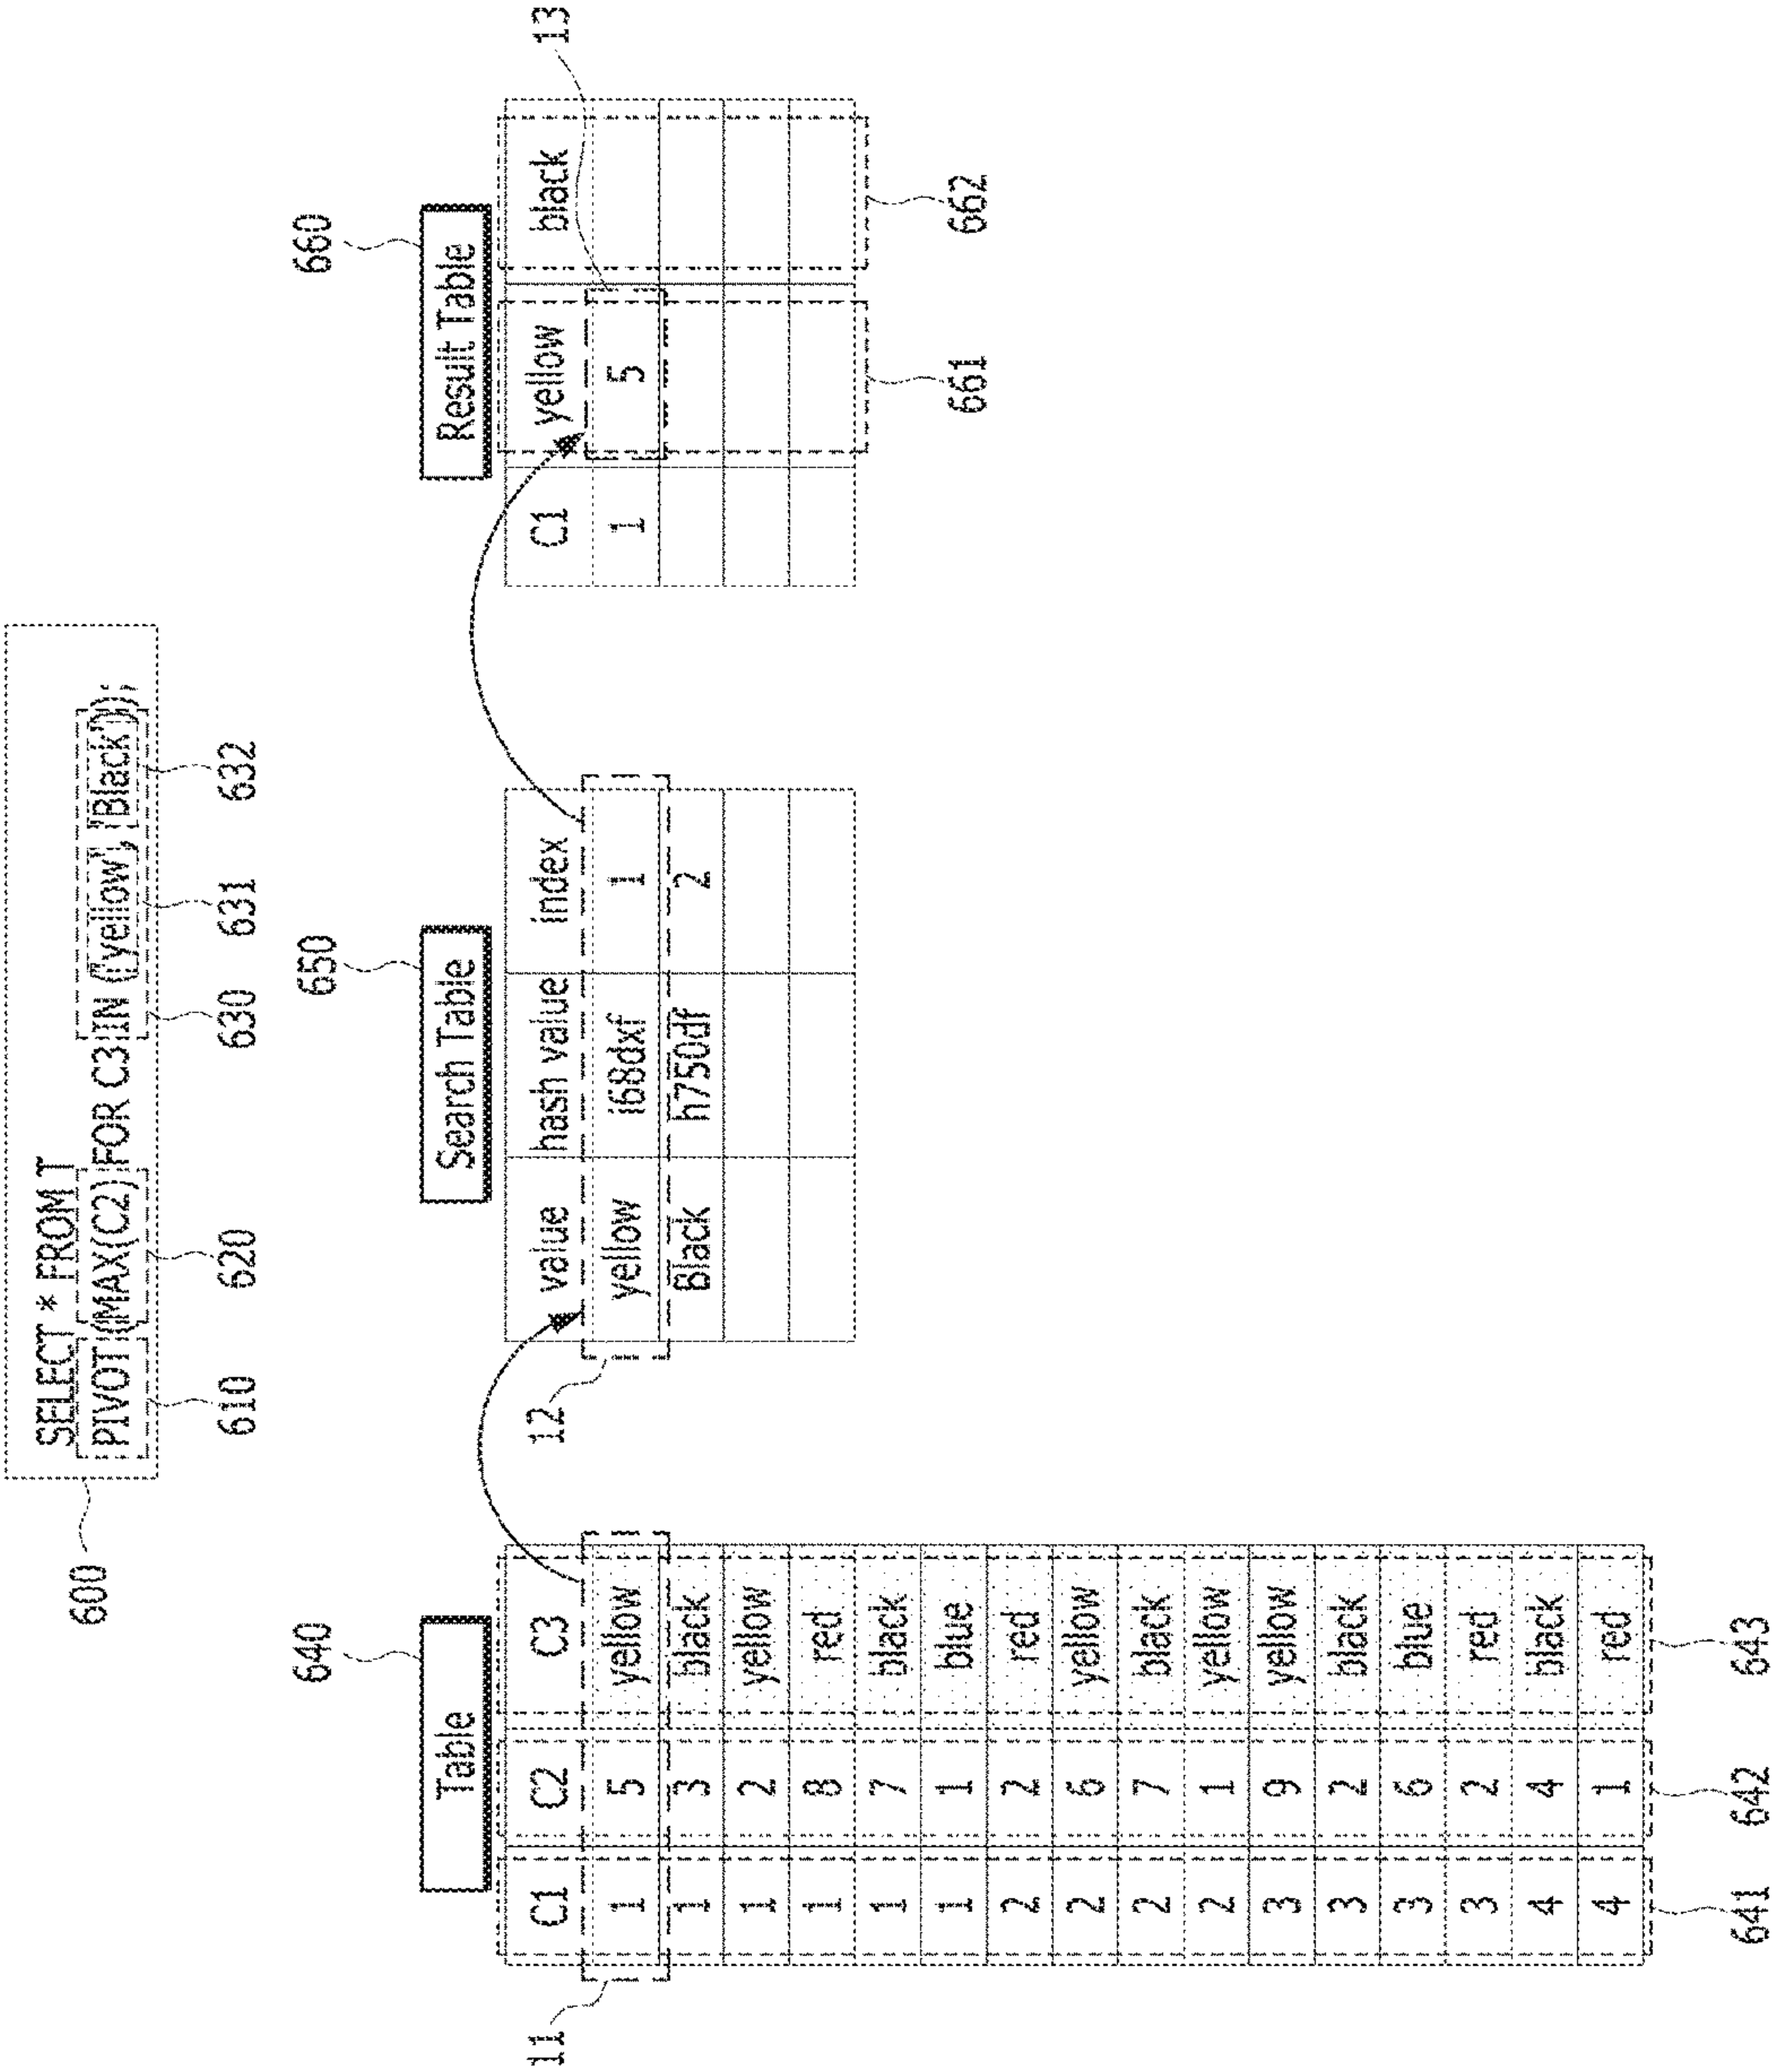 SELECT * FROM T
PIVOT (MAX(C2) FOR C3 IN ('yellow', 'Black'));
600
610
620
630
631
632
640
650
660
Table
Search Table
Result Table
C1 C2 C3
1 5 yellow
1 3 black
1 2 yellow
1 8 red
1 7 black
1 1 blue
2 2 red
2 6 yellow
2 7 black
2 1 yellow
3 9 yellow
3 2 black
3 6 blue
3 2 red
4 4 black
4 1 red
11
641
642
643
value hash value index
yellow i68dxf 1
Black h750df 2
12
C1 yellow black
1 5
13
661
662